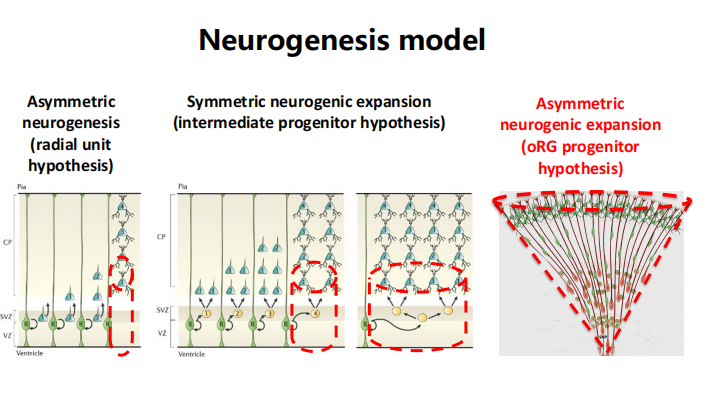 Neurogenesis model
Asymmetric
neurogenesis
(radial unit
hypothesis)
Symmetric neurogenic expansion
(intermediate progenitor hypothesis)
Asymmetric
neurogenic expansion
(oRG progenitor
hypothesis)
Pia
CP
SVZ
VZ
R
R
R
R
Ventricle
Pia
CP
SVZ
VZ
R
1
R
2
R
3
R
4
Ventricle
R